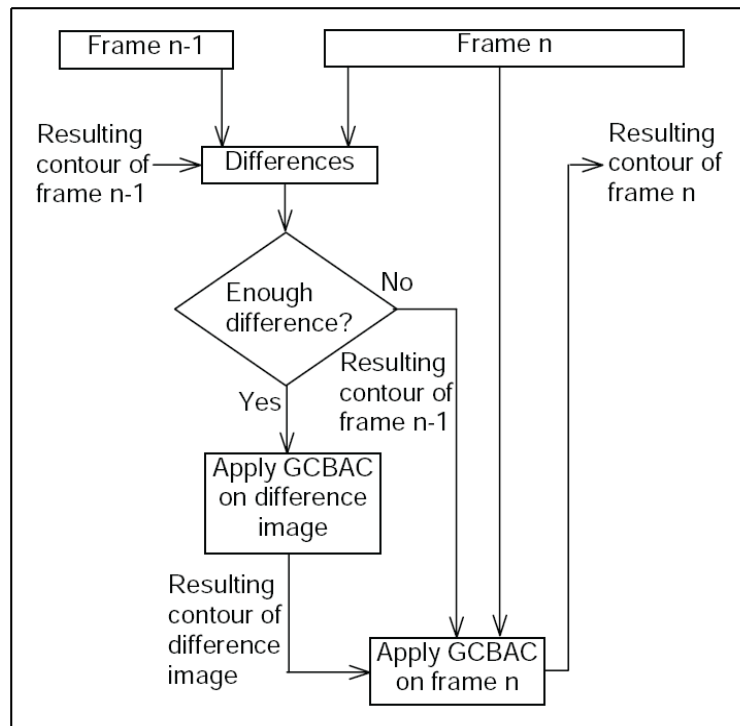 Frame n-1
Frame n
Resulting
contour of
frame n-1
Differences
Resulting
contour of
frame n
Enough
difference?
No
Yes
Resulting
contour of
frame n-1
Apply GCBAC
on difference
image
Resulting
contour of
difference
image
Apply GCBAC
on frame n